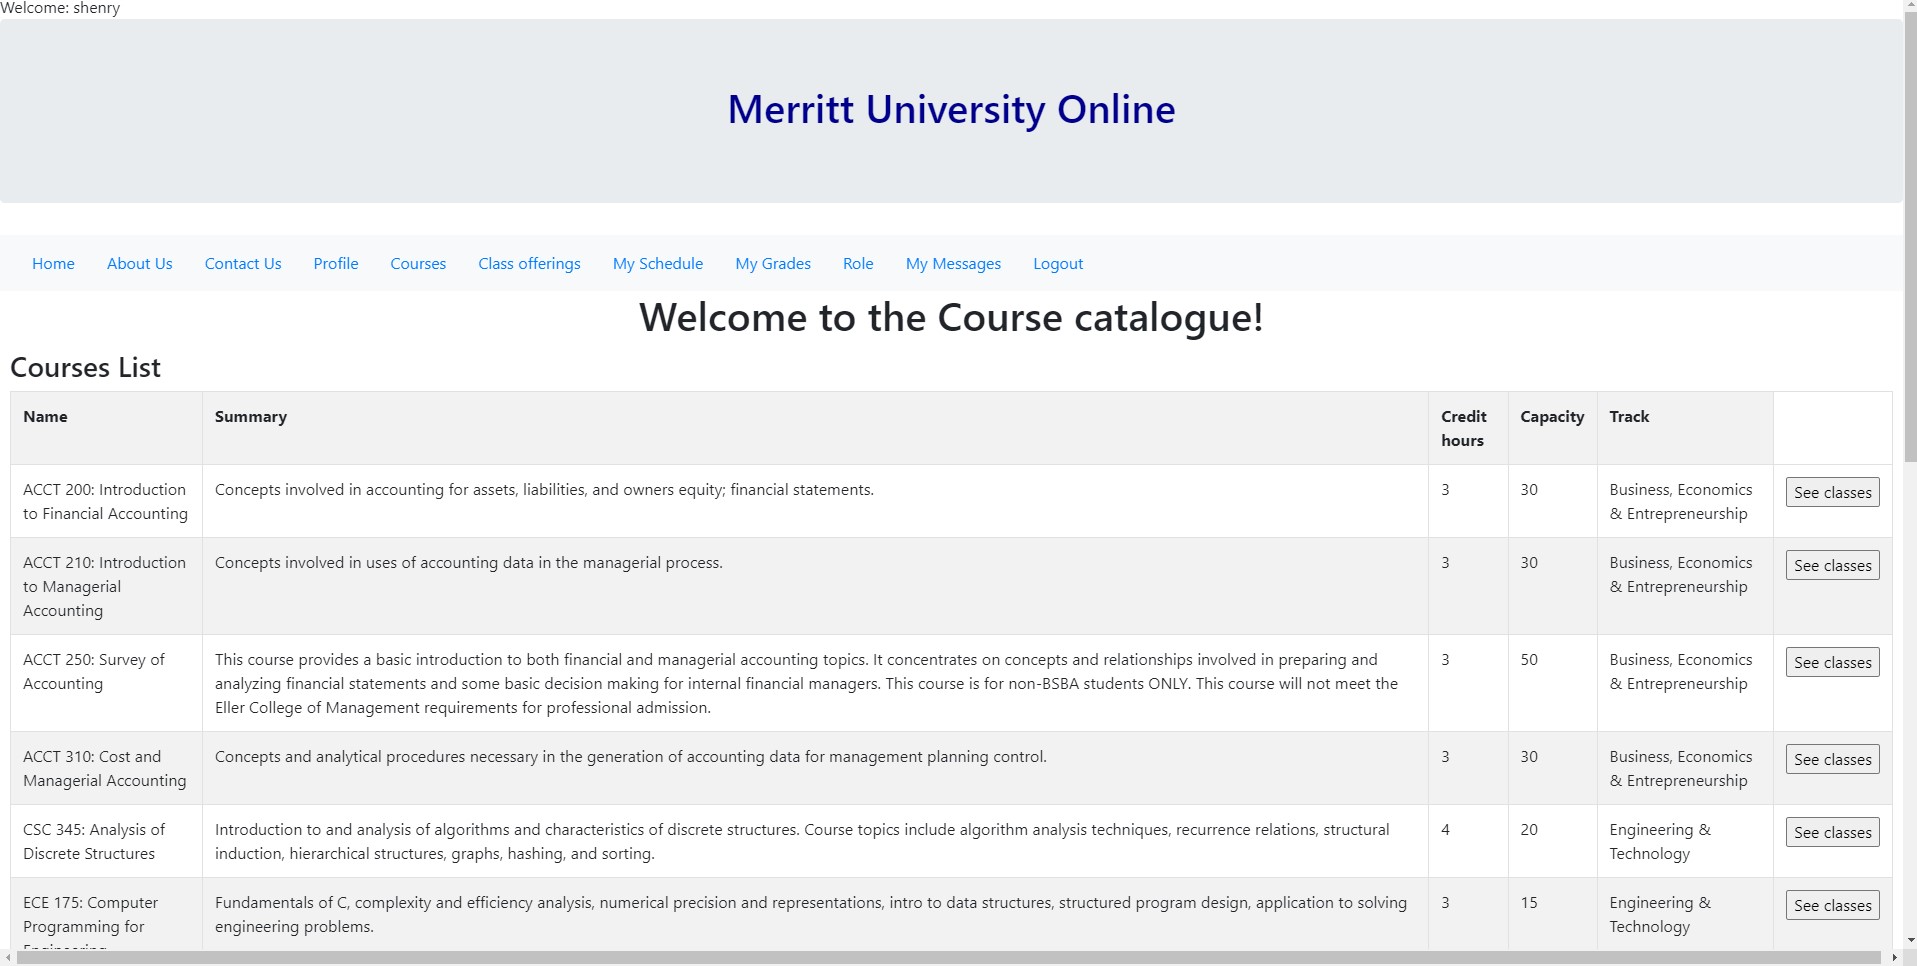 Welcome: shenry
Merritt University Online
Home About Us Contact Us Profile Courses Class offerings My Schedule My Grades Role My Messages Logout
Welcome to the Course catalogue!
Courses List
Name Summary Credit hours Capacity Track
ACCT 200: Introduction to Financial Accounting
Concepts involved in accounting for assets, liabilities, and owners equity; financial statements.
3 30 Business, Economics & Entrepreneurship See classes
ACCT 210: Introduction to Managerial Accounting
Concepts involved in uses of accounting data in the managerial process.
3 30 Business, Economics & Entrepreneurship See classes
ACCT 250: Survey of Accounting
This course provides a basic introduction to both financial and managerial accounting topics. It concentrates on concepts and relationships involved in preparing and
analyzing financial statements and some basic decision making for internal financial managers. This course is for non-BSBA students ONLY. This course will not meet the
Eller College of Management requirements for professional admission.
3 50 Business, Economics & Entrepreneurship See classes
ACCT 310: Cost and Managerial Accounting
Concepts and analytical procedures necessary in the generation of accounting data for management planning control.
3 30 Business, Economics & Entrepreneurship See classes
CSC 345: Analysis of Discrete Structures
Introduction to and analysis of algorithms and characteristics of discrete structures. Course topics include algorithm analysis techniques, recurrence relations, structural
induction, hierarchical structures, graphs, hashing, and sorting.
4 20 Engineering & Technology See classes
ECE 175: Computer Programming for
Fundamentals of C, complexity and efficiency analysis, numerical precision and representations, intro to data structures, structured program design, application to solving
engineering problems.
3 15 Engineering & Technology See classes